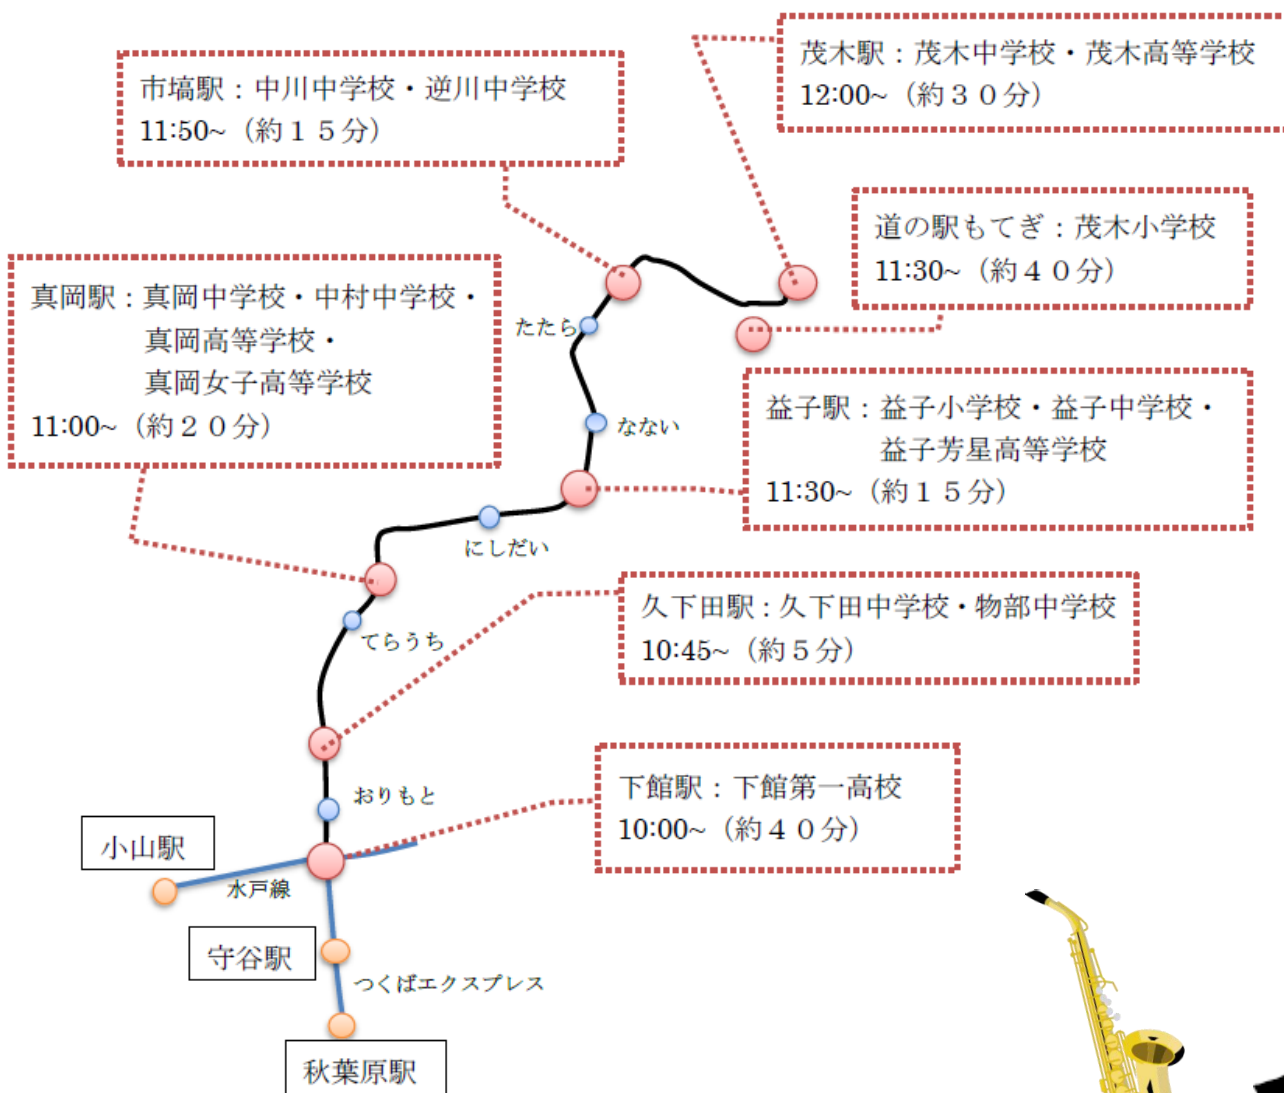 茂木駅：茂木中学校・茂木高等学校
12:00~（約３０分）
市塙駅：中川中学校・逆川中学校
11:50~（約１５分）
道の駅もてぎ：茂木小学校
11:30~（約４０分）
真岡駅：真岡中学校・中村中学校・
真岡高等学校・
真岡女子高等学校
11:00~（約２０分）
たたら
なない
益子駅：益子小学校・益子中学校・
益子芳星高等学校
11:30~（約１５分）
にしだい
久下田駅：久下田中学校・物部中学校
10:45~（約５分）
てらうち
下館駅：下館第一高校
10:00~（約４０分）
おりもと
小山駅
水戸線
守谷駅
つくばエクスプレス
秋葉原駅